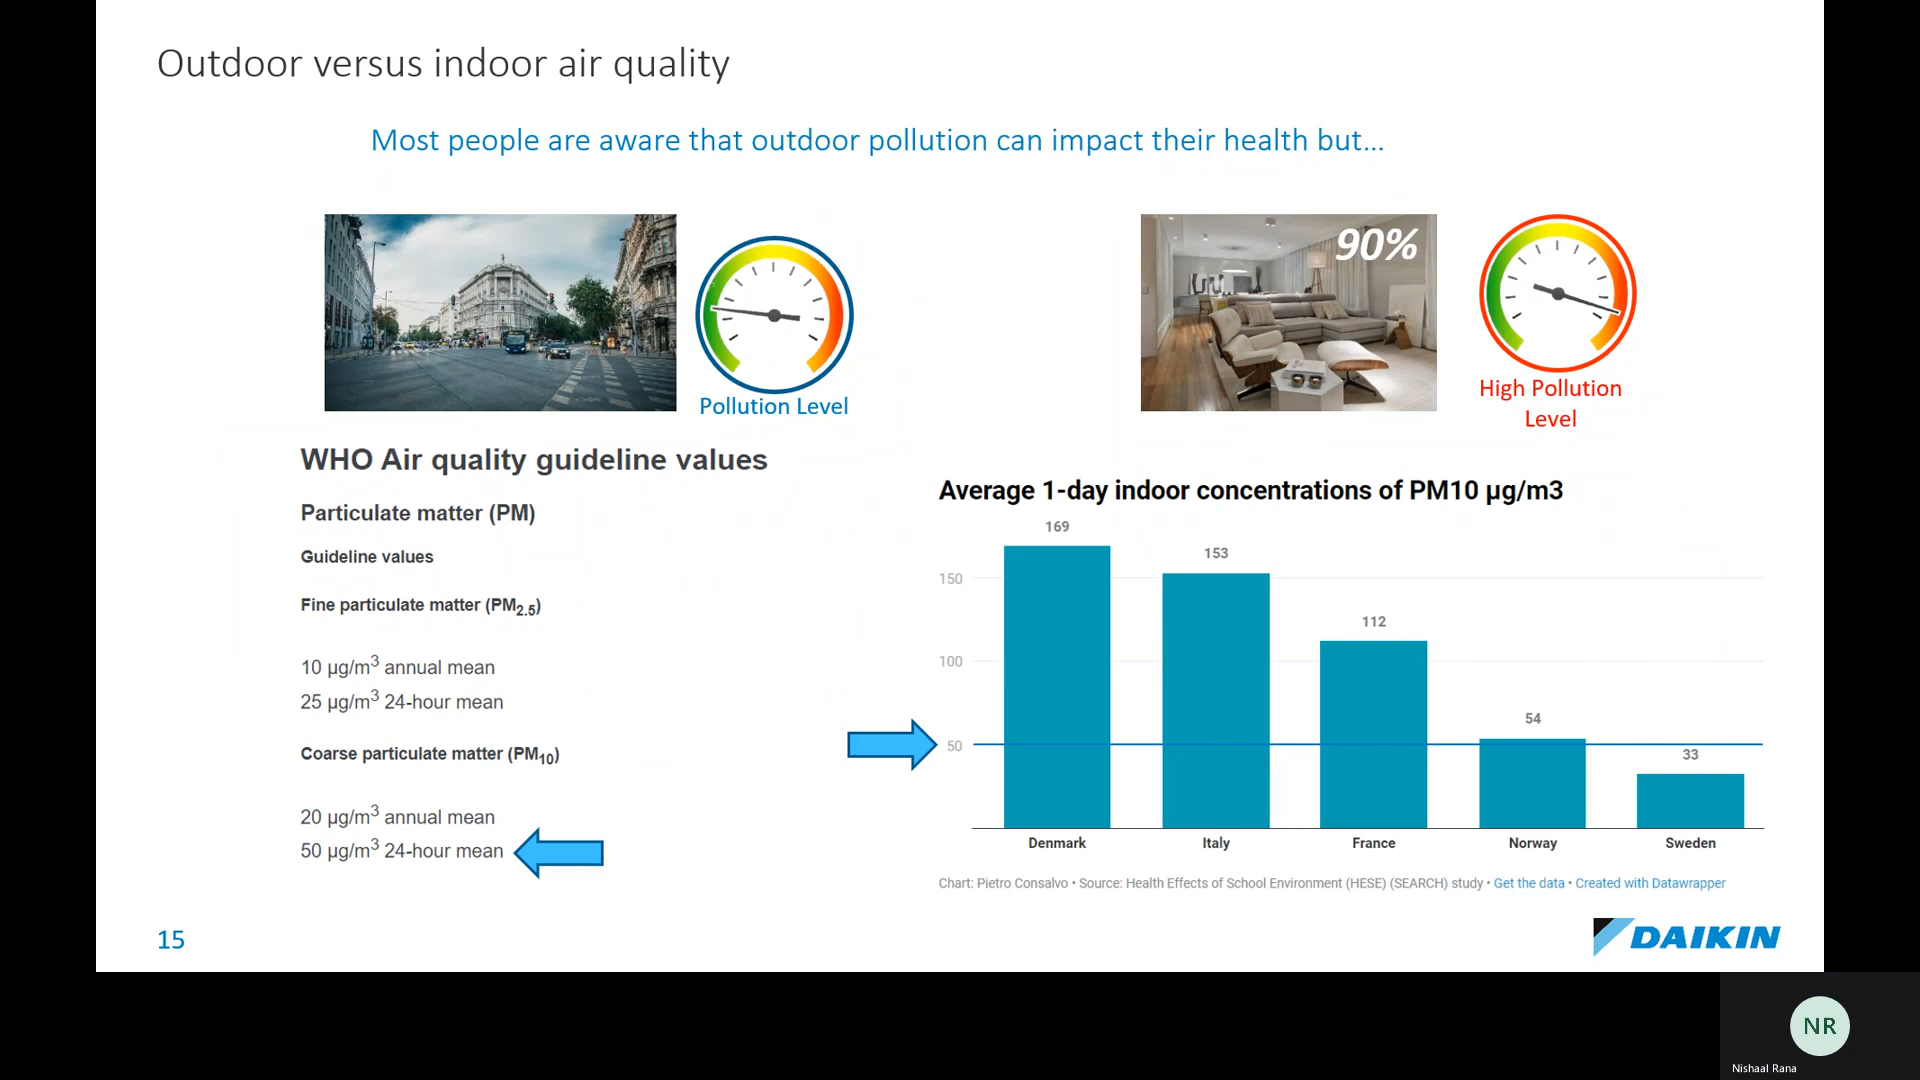 Outdoor versus indoor air quality
Most people are aware that outdoor pollution can impact their health but...
90%
Pollution Level
High Pollution
Level
WHO Air quality guideline values
Particulate matter (PM)
Guideline values
Fine particulate matter (PM2.5)
10 μg/m³ annual mean
25 μg/m³ 24-hour mean
Coarse particulate matter (PM10)
20 μg/m³ annual mean
50 μg/m³ 24-hour mean
Average 1-day indoor concentrations of PM10 μg/m3
169
153
150
112
100
54
50
33
Denmark Italy France Norway Sweden
Chart: Pietro Consalvo • Source: Health Effects of School Environment (HESE) (SEARCH) study • Get the data • Created with Datawrapper
15
DAIKIN
NR
Nishaal Rana